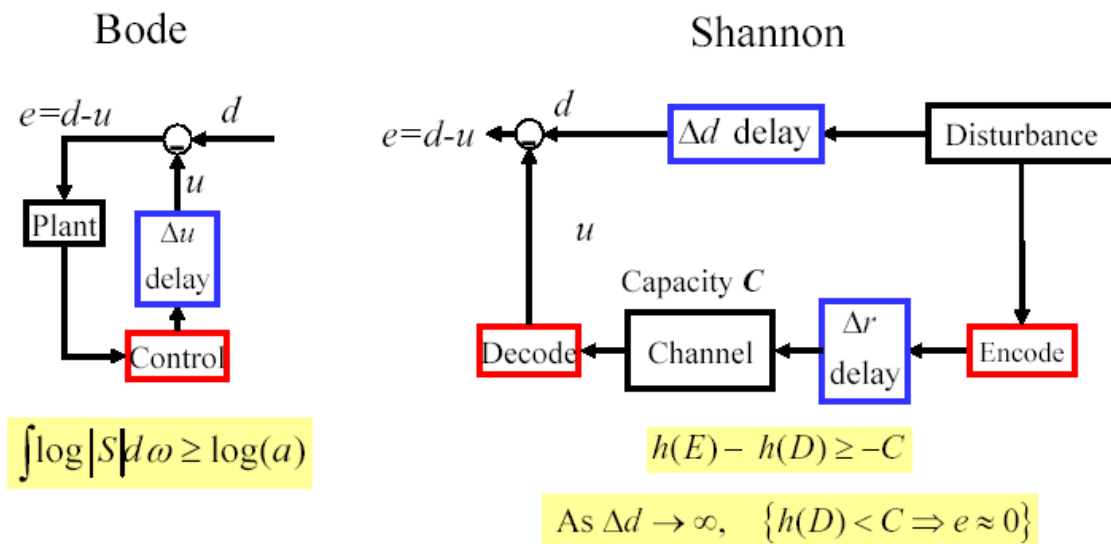 Bode
e=d-u
d
u
Plant
Δu
delay
Control
∫log|S|dω ≥ log(a)
Shannon
e=d-u
d
Δd delay
Disturbance
u
Capacity C
Decode
Channel
Δr
delay
Encode
h(E) − h(D) ≥ −C
As Δd → ∞, {h(D) < C ⇒ e ≈ 0}